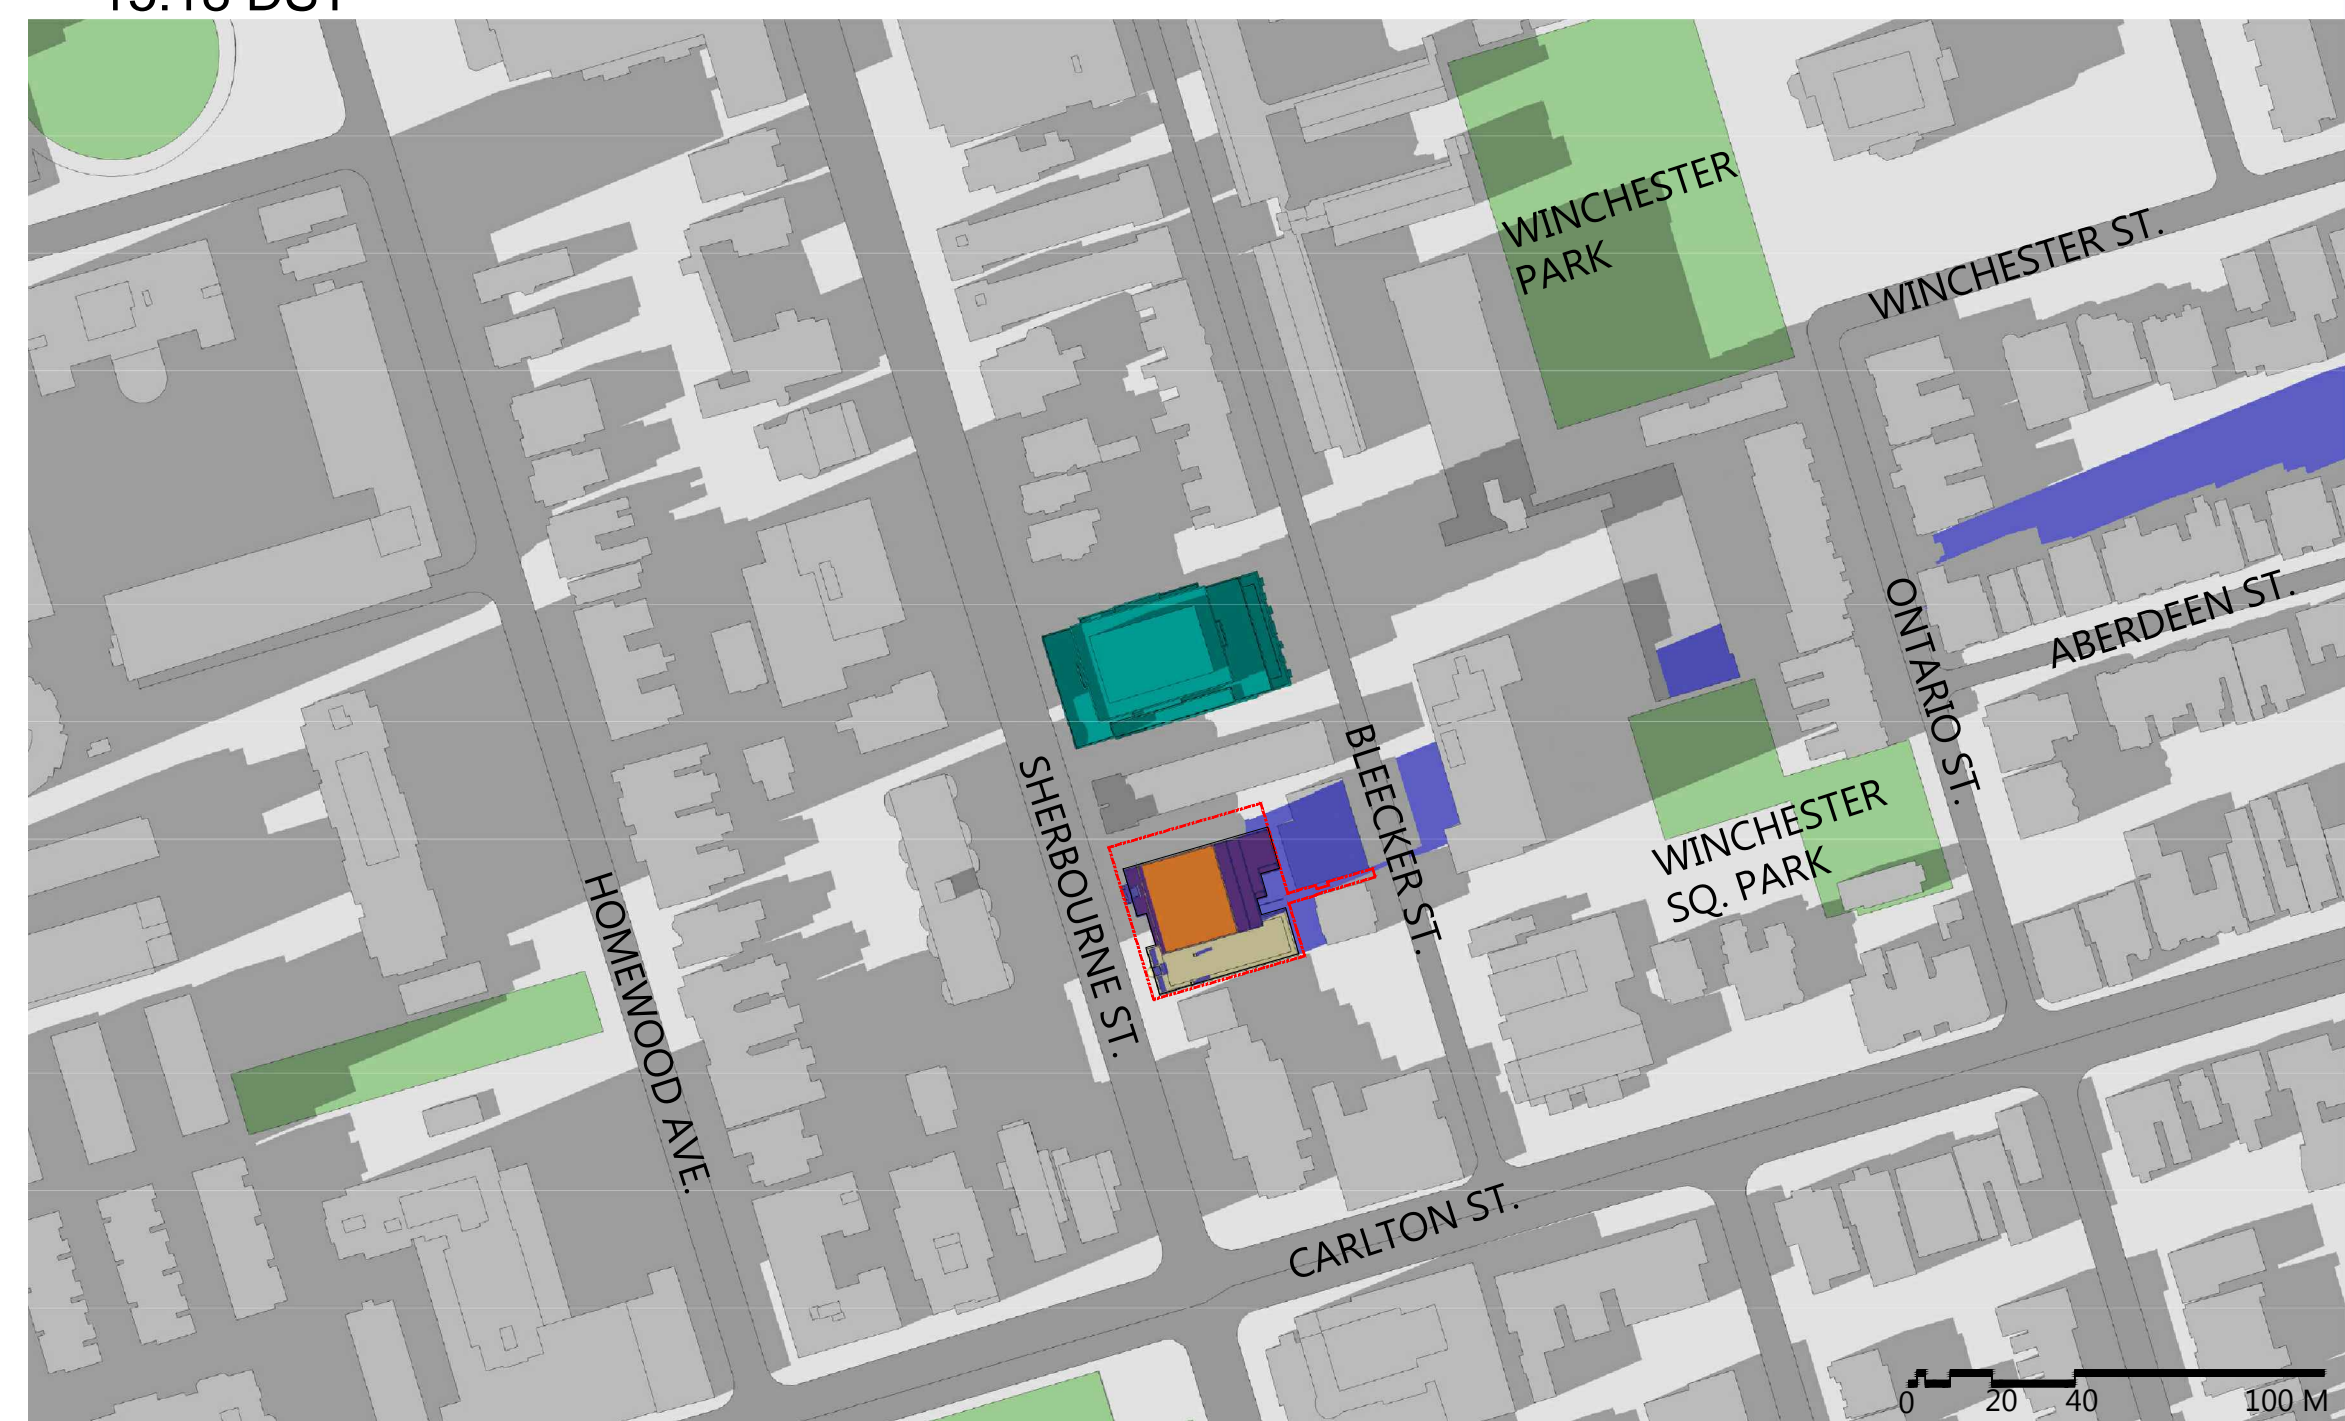 WINCHESTER
PARK
WINCHESTER ST.
ONTARIO ST.
ABERDEEN ST.
SHERBOURNE ST.
BLEECKER ST.
WINCHESTER
SQ. PARK
HOMEWOOD AVE.
CARLTON ST.
0 20 40 100 M